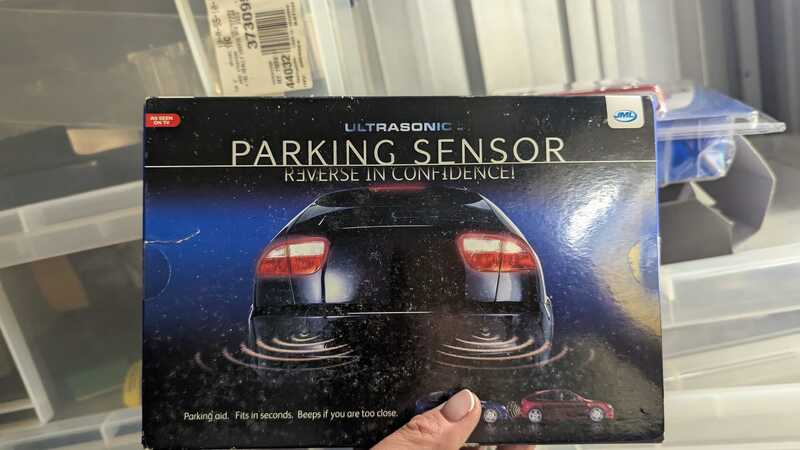 AS SEEN
ON TV
JML
ULTRASONIC
PARKING SENSOR
REVERSE IN CONFIDENCE!
Parking aid. Fits in seconds. Beeps if you are too close.